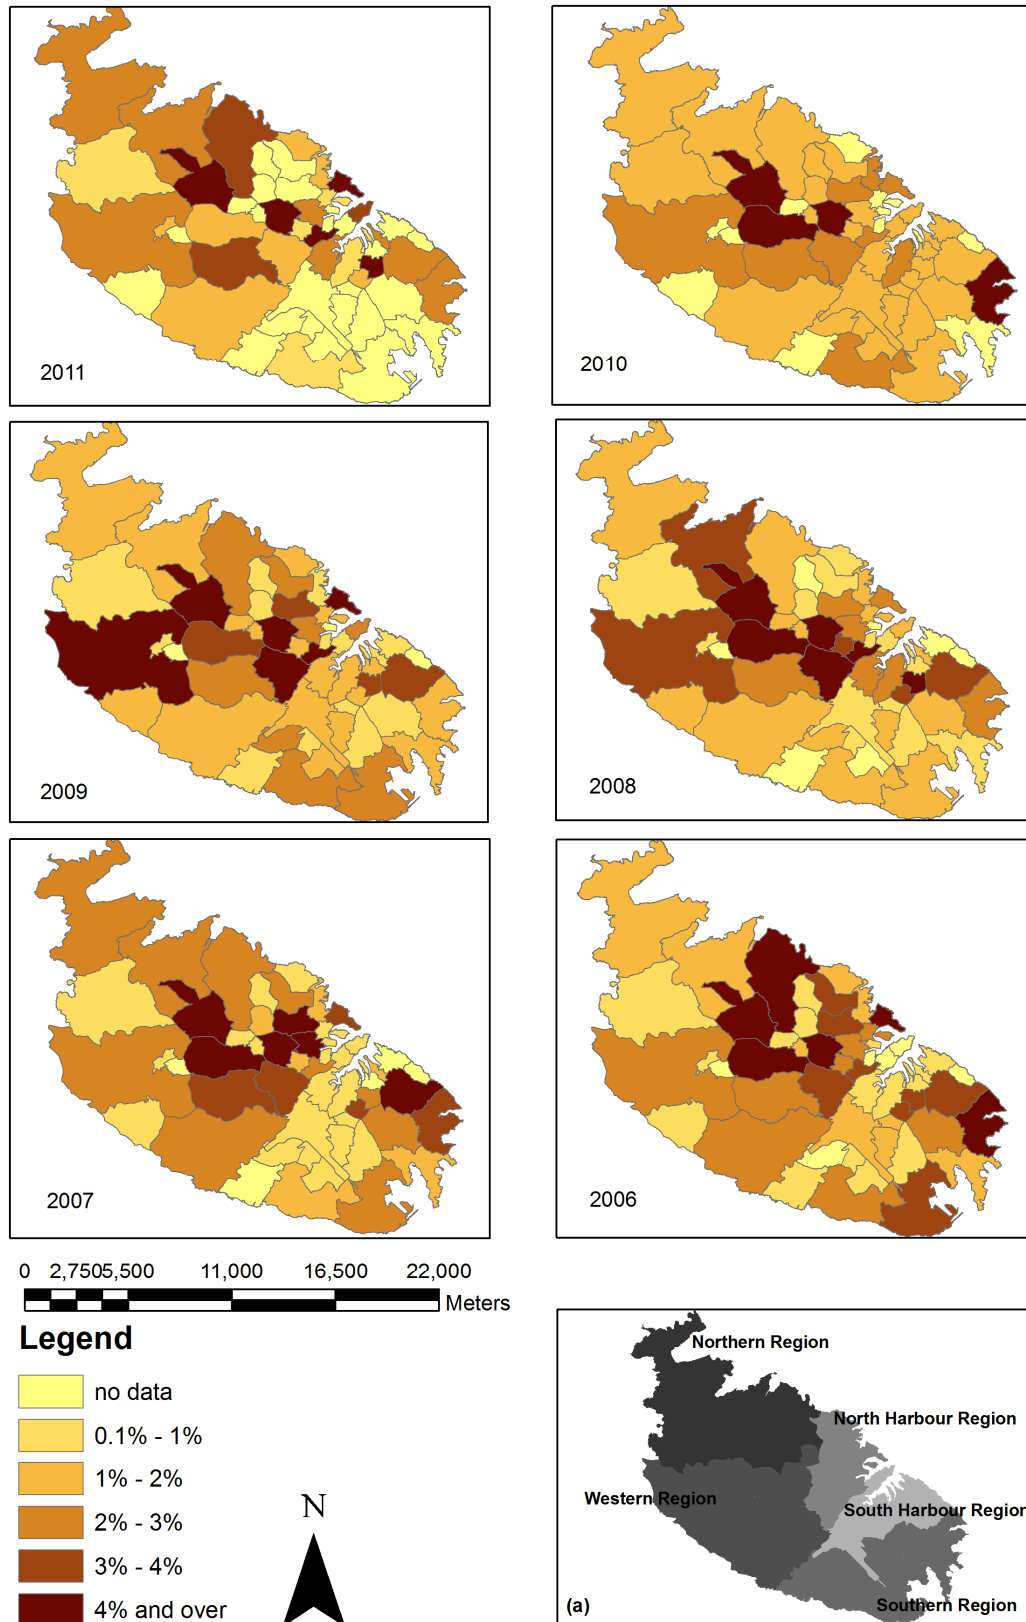 2011
2010
2009
2008
2007
2006
0 2,750 5,500 11,000 16,500 22,000
Meters
Legend
no data
0.1% - 1%
1% - 2%
2% - 3%
3% - 4%
4% and over
N
Northern Region
North Harbour Region
Western Region
South Harbour Region
Southern Region
(a)